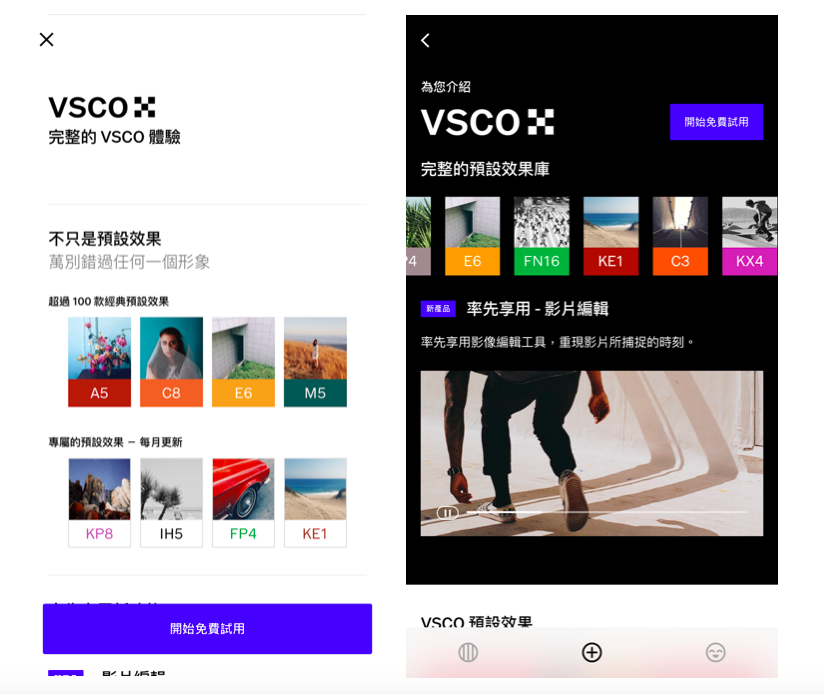 VSCO
完整的 VSCO 體驗
不只是預設效果
萬別錯過任何一個形象
超過 100 款經典預設效果
A5
C8
E6
M5
專屬的預設效果 – 每月更新
KP8
IH5
FP4
KE1
開始免費試用
影片編輯
為您介紹
VSCO
開始免費試用
完整的預設效果庫
P4
E6
FN16
KE1
C3
KX4
新產品
率先享用 - 影片編輯
率先享用影像編輯工具，重現影片所捕捉的時刻。
VSCO 預設效果